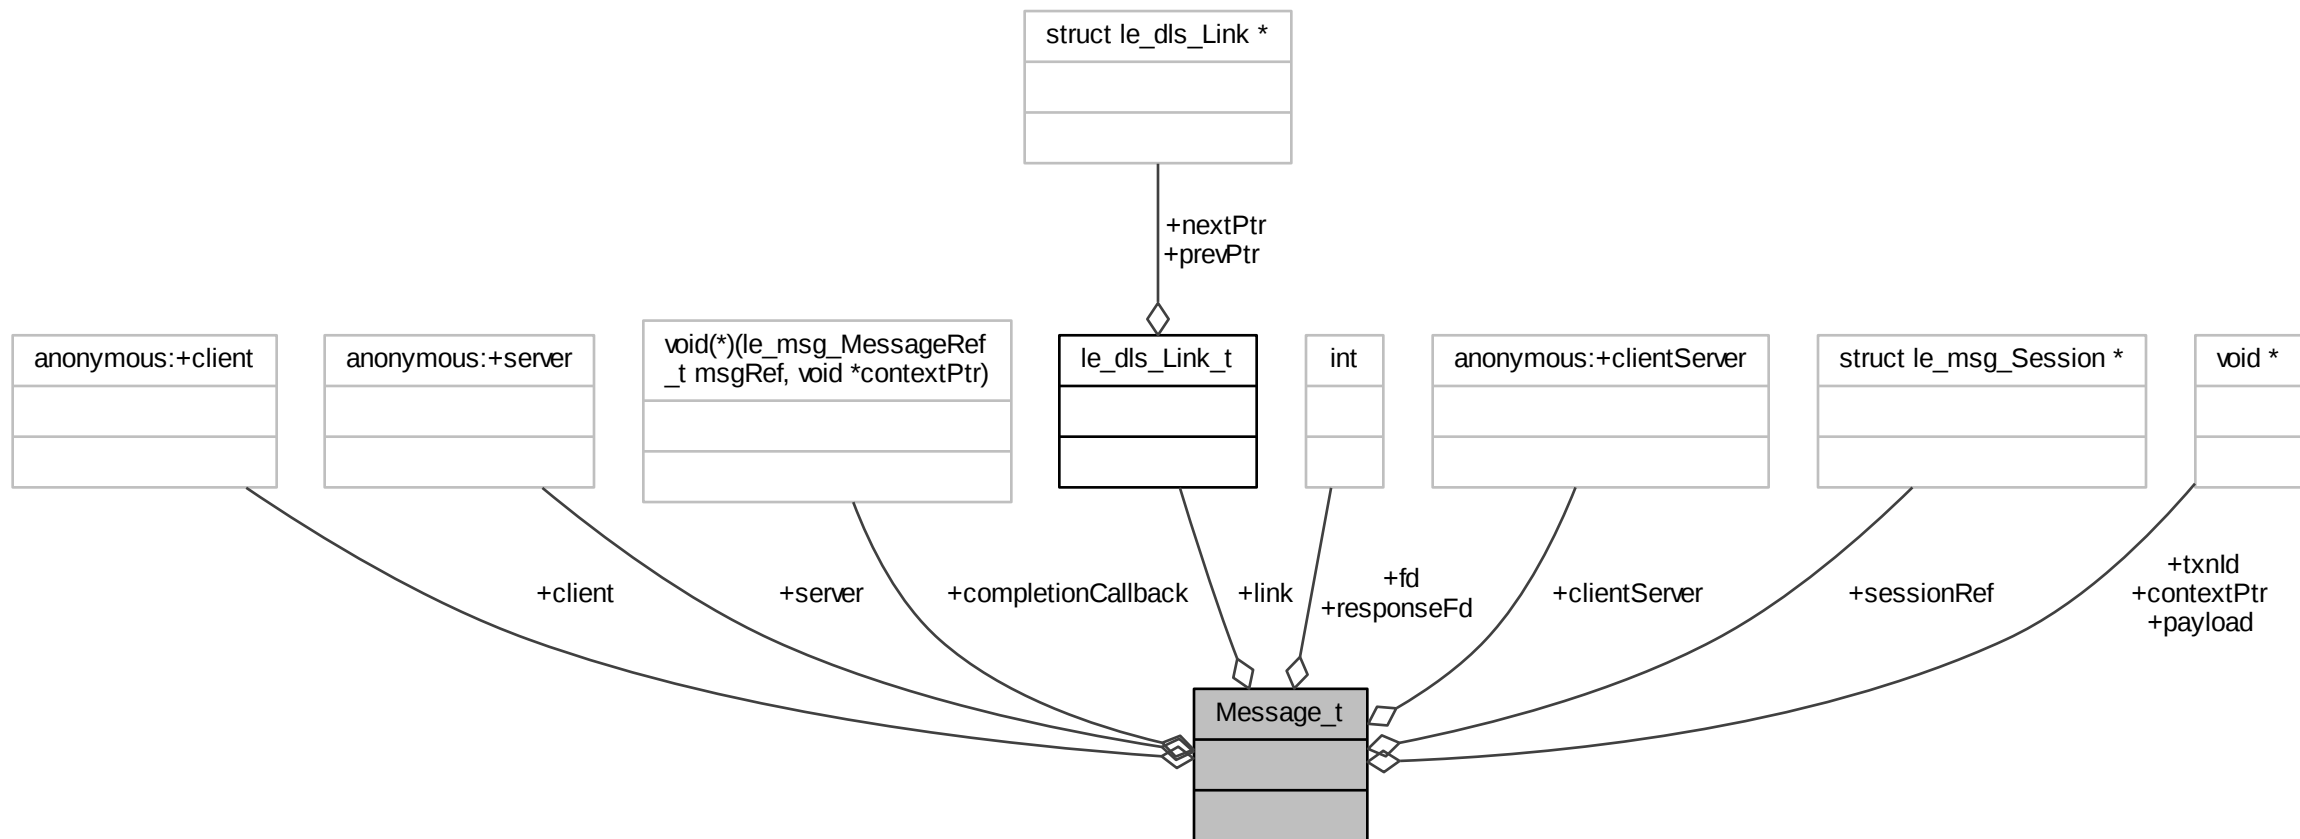 struct le_dls_Link *
+nextPtr
+prevPtr
anonymous:+client
anonymous:+server
void(*)(le_msg_MessageRef
_t msgRef, void *contextPtr)
le_dls_Link_t
int
anonymous:+clientServer
struct le_msg_Session *
void *
+client
+server
+completionCallback
+link
+fd
+responseFd
+clientServer
+sessionRef
+txnId
+contextPtr
+payload
Message_t